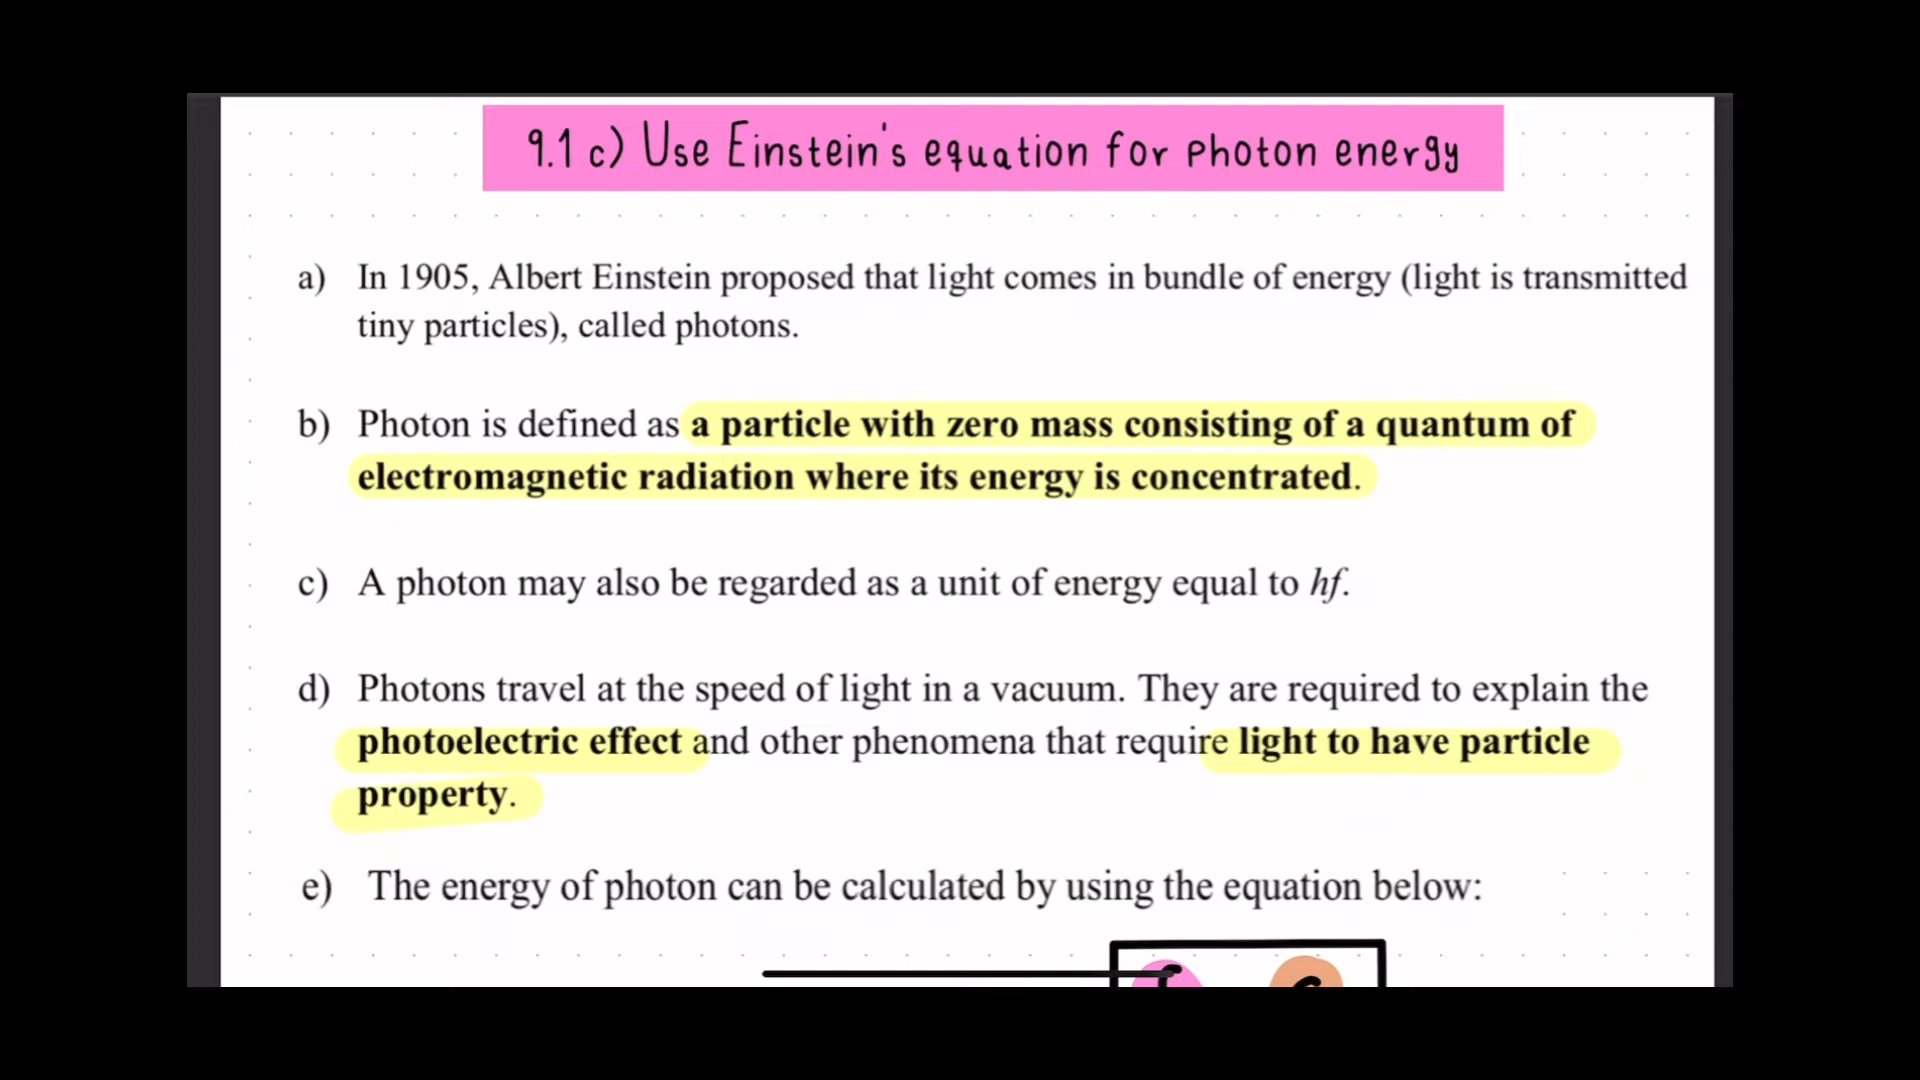 9.1 c) Use Einstein's equation for photon energy
a) In 1905, Albert Einstein proposed that light comes in bundle of energy (light is transmitted
tiny particles), called photons.
b) Photon is defined as a particle with zero mass consisting of a quantum of
electromagnetic radiation where its energy is concentrated.
c) A photon may also be regarded as a unit of energy equal to hf.
d) Photons travel at the speed of light in a vacuum. They are required to explain the
photoelectric effect and other phenomena that require light to have particle
property.
e) The energy of photon can be calculated by using the equation below: